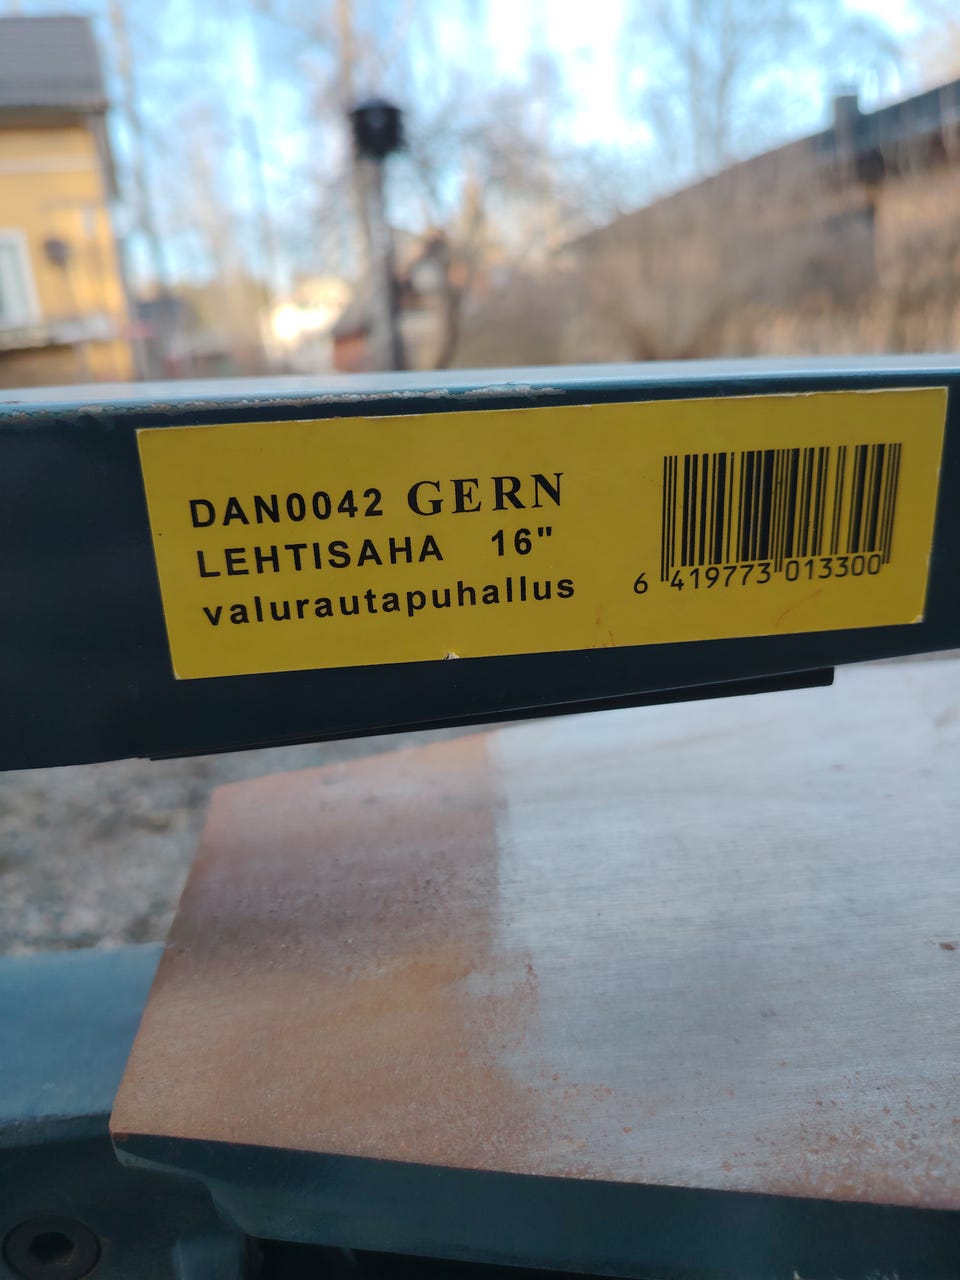 DAN0042 GERN
LEHTISAHA 16"
valurautapuhallus
6 419773 013300